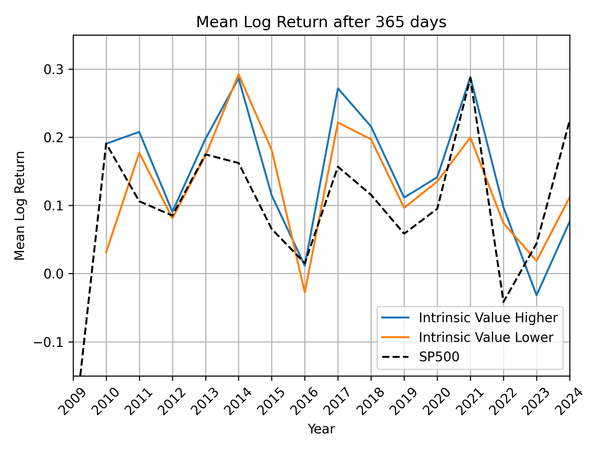 Mean Log Return after 365 days
0.3
0.2
0.1
0.0
−0.1
Mean Log Return
Intrinsic Value Higher
Intrinsic Value Lower
SP500
2009 2010 2011 2012 2013 2014 2015 2016 2017 2018 2019 2020 2021 2022 2023 2024
Year